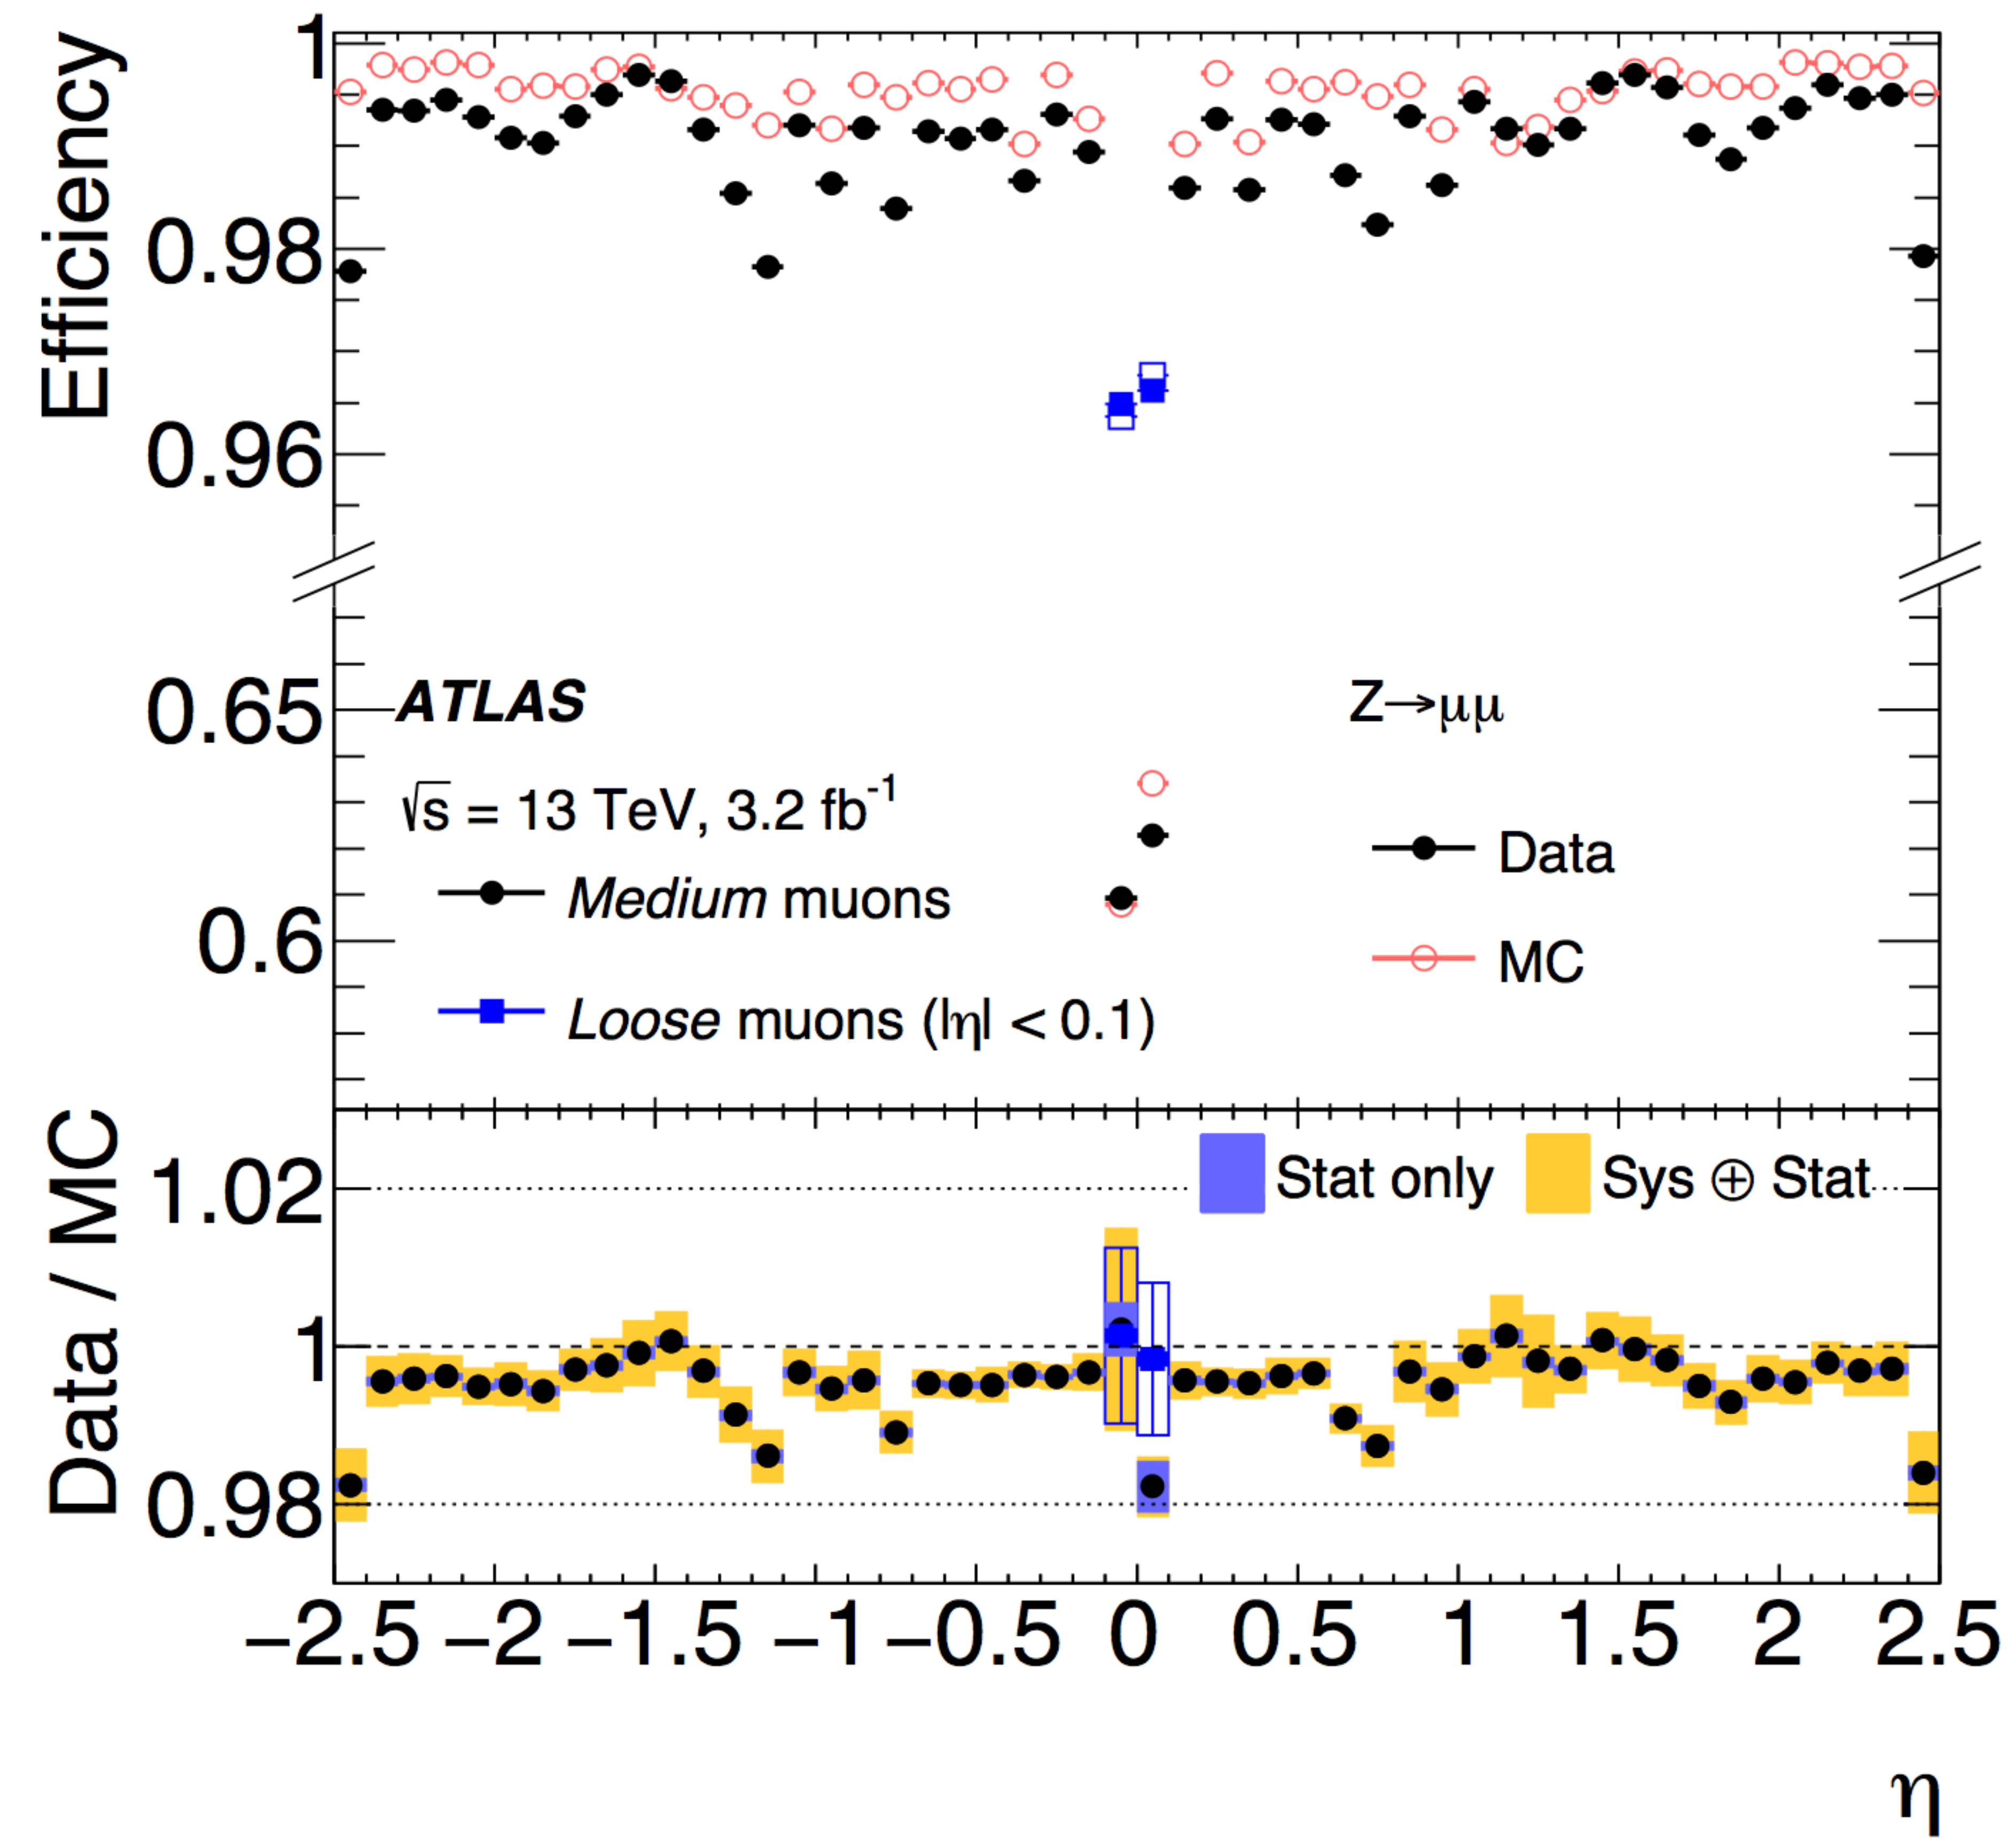 Efficiency
1
0.98
0.96
0.65
0.6
ATLAS
Z→μμ
√s = 13 TeV, 3.2 fb⁻¹
Medium muons
Loose muons (|η| < 0.1)
Data
MC
Data / MC
1.02
1
0.98
Stat only
Sys ⊕ Stat
−2.5 −2 −1.5 −1 −0.5 0 0.5 1 1.5 2 2.5
η